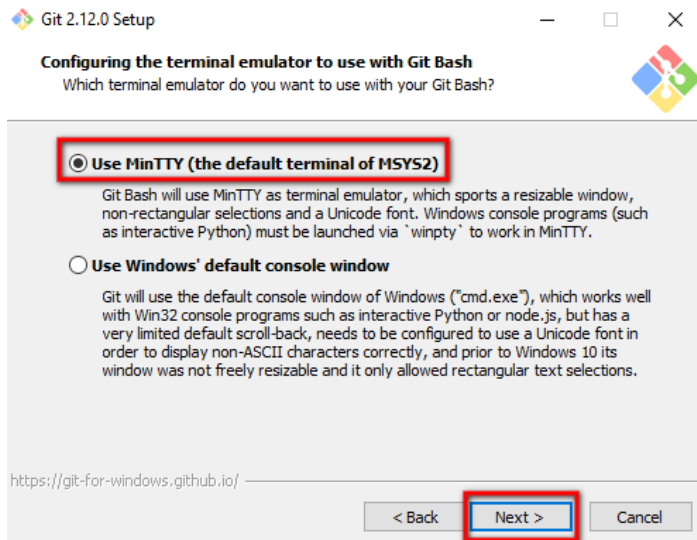 Git 2.12.0 Setup
Configuring the terminal emulator to use with Git Bash
Which terminal emulator do you want to use with your Git Bash?
Use MinTTY (the default terminal of MSYS2)
Git Bash will use MinTTY as terminal emulator, which sports a resizable window,
non-rectangular selections and a Unicode font. Windows console programs (such
as interactive Python) must be launched via `winpty` to work in MinTTY.
Use Windows' default console window
Git will use the default console window of Windows ("cmd.exe"), which works well
with Win32 console programs such as interactive Python or node.js, but has a
very limited default scroll-back, needs to be configured to use a Unicode font in
order to display non-ASCII characters correctly, and prior to Windows 10 its
window was not freely resizable and it only allowed rectangular text selections.
https://git-for-windows.github.io/
< Back Next > Cancel